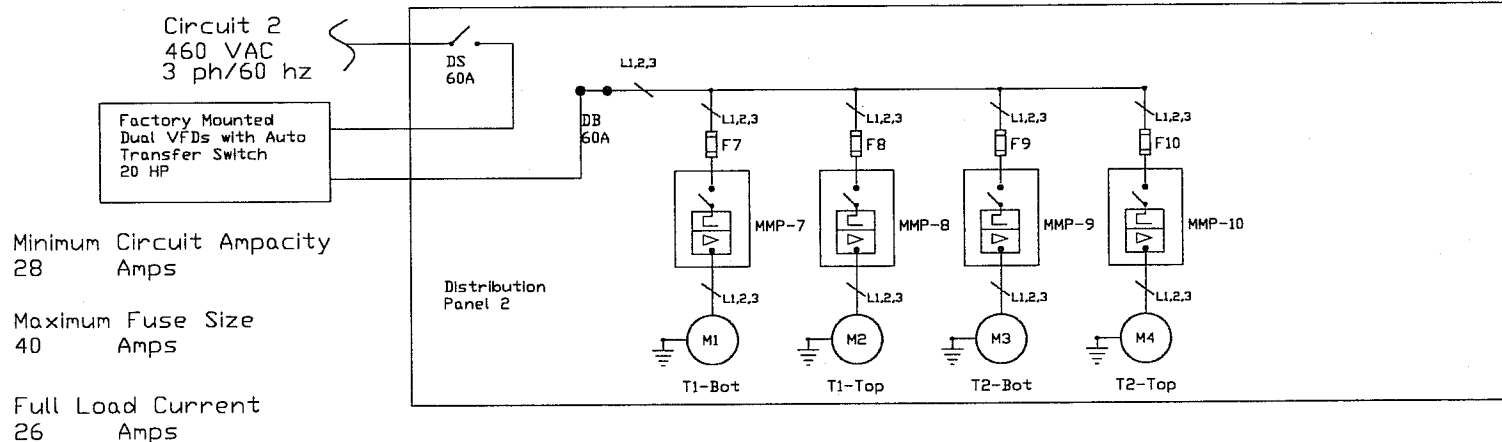 Circuit 2
460 VAC
3 ph/60 hz
DS
60A
Factory Mounted
Dual VFDs with Auto
Transfer Switch
20 HP
DB
60A
L1,2,3
L1,2,3
L1,2,3
L1,2,3
L1,2,3
F7
F8
F9
F10
MMP-7
MMP-8
MMP-9
MMP-10
Minimum Circuit Ampacity
28 Amps
Distribution
Panel 2
L1,2,3
L1,2,3
L1,2,3
L1,2,3
Maximum Fuse Size
40 Amps
M1
M2
M3
M4
T1-Bot
T1-Top
T2-Bot
T2-Top
Full Load Current
26 Amps